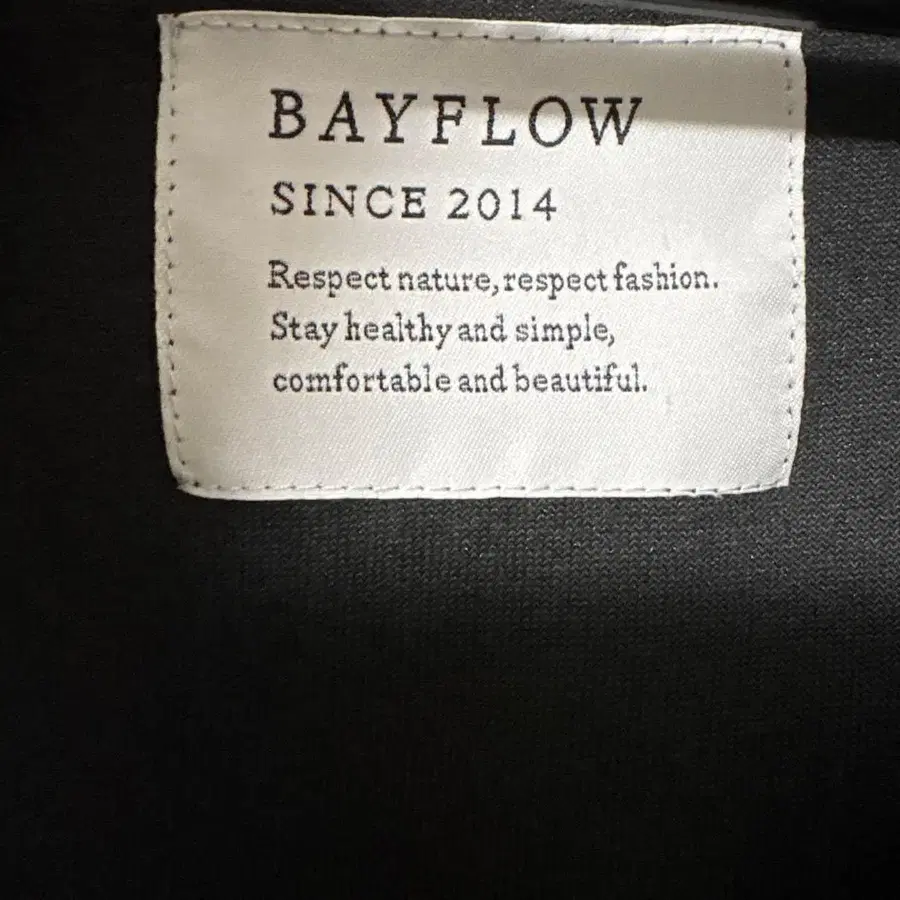 BAYFLOW
SINCE 2014
Respect nature, respect fashion.
Stay healthy and simple,
comfortable and beautiful.